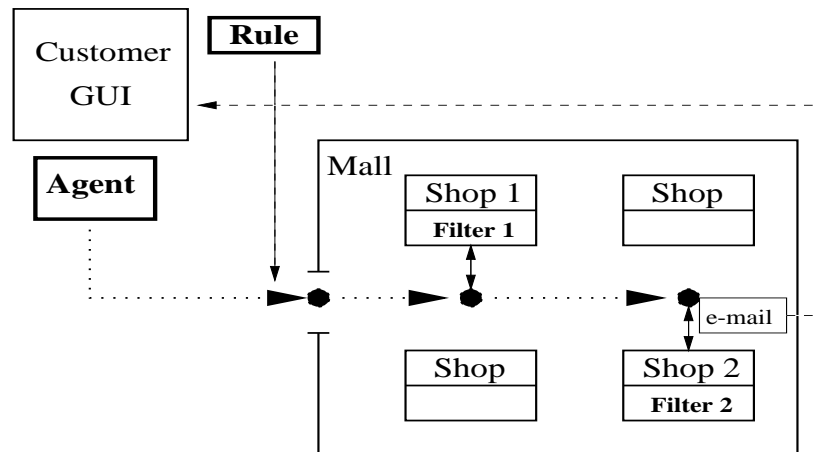 Customer
GUI
Rule
Agent
Mall
Shop 1
Filter 1
Shop
e-mail
Shop
Shop 2
Filter 2